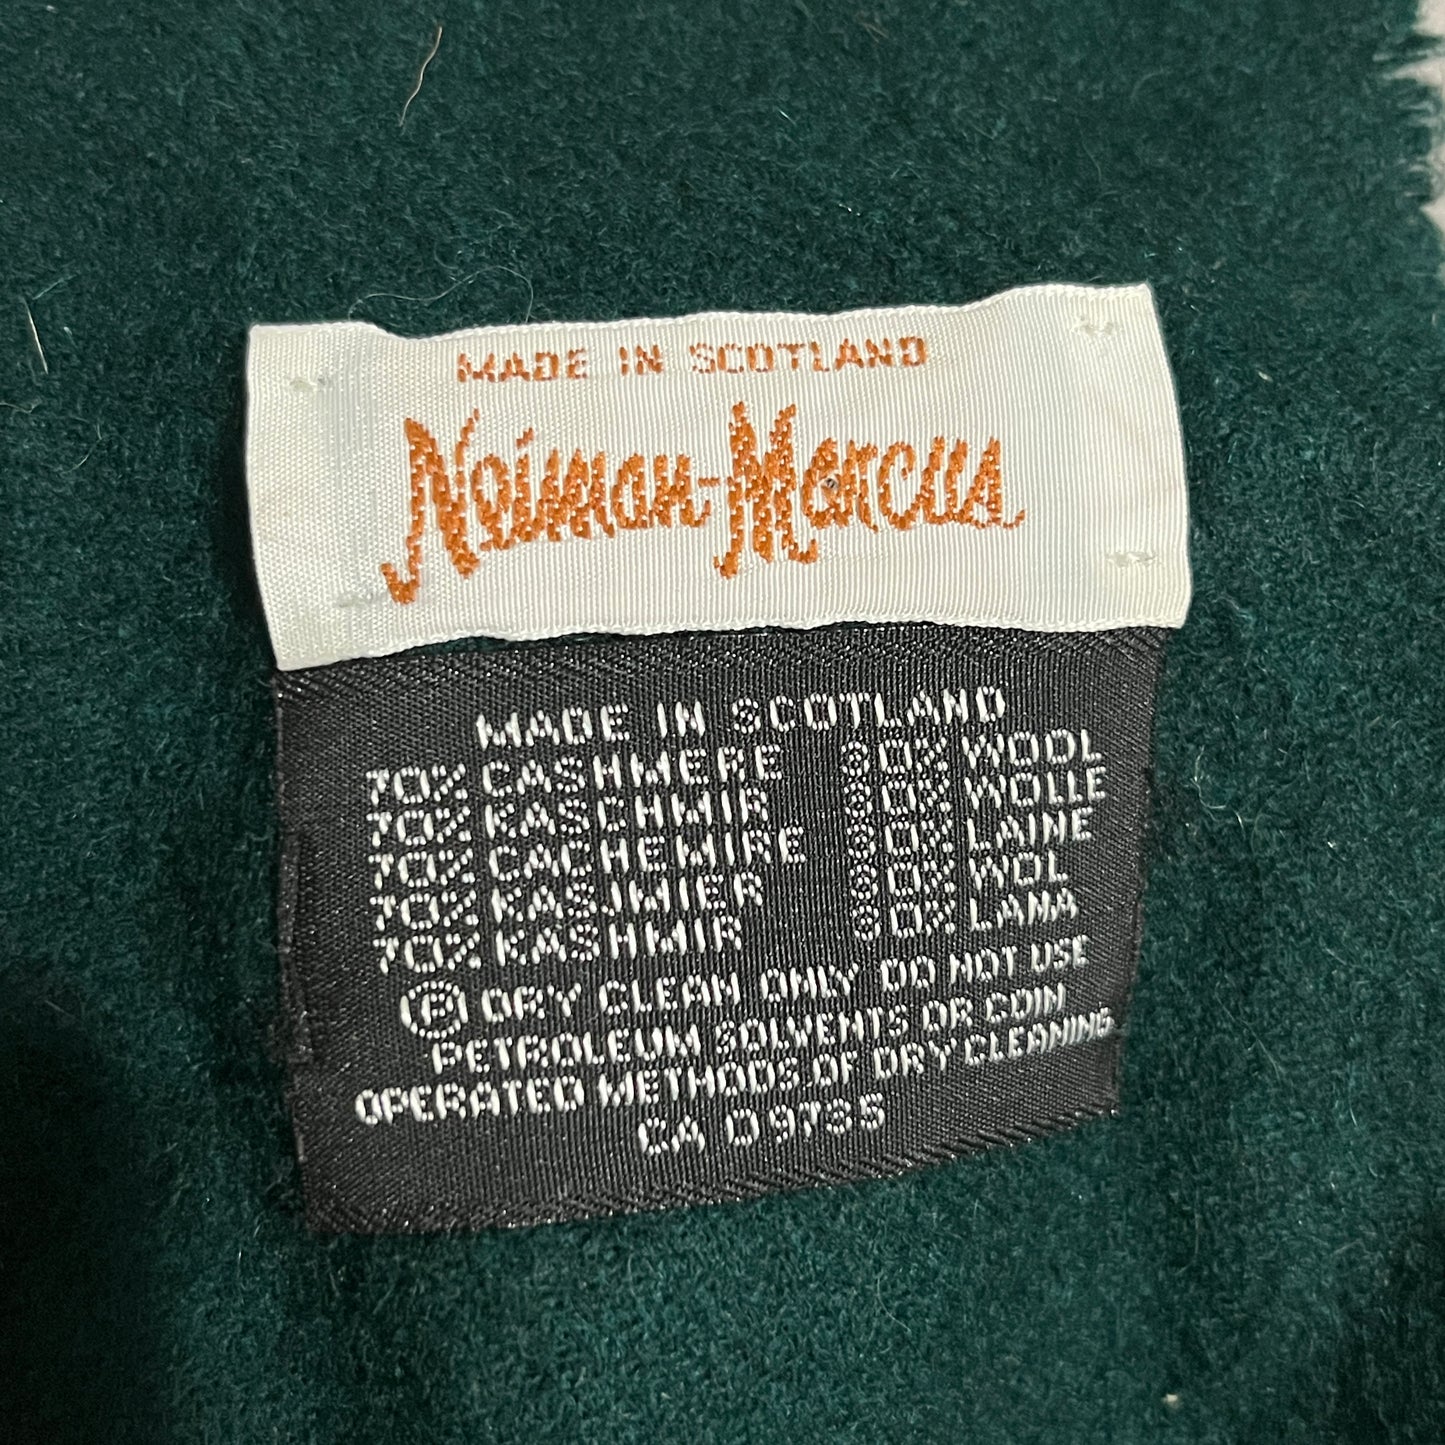 MADE IN SCOTLAND
Neiman-Marcus
MADE IN SCOTLAND
70% CASHMERE 30% WOOL
70% KASCHMIR 30% WOLLE
70% CACHEMIRE 30% LAINE
70% KASJMIER 30% WOL
70% KASHMIR 30% LANA
Ⓟ DRY CLEAN ONLY DO NOT USE
PETROLEUM SOLVENTS OR COIN
OPERATED METHODS OF DRY CLEANING
CA 09735